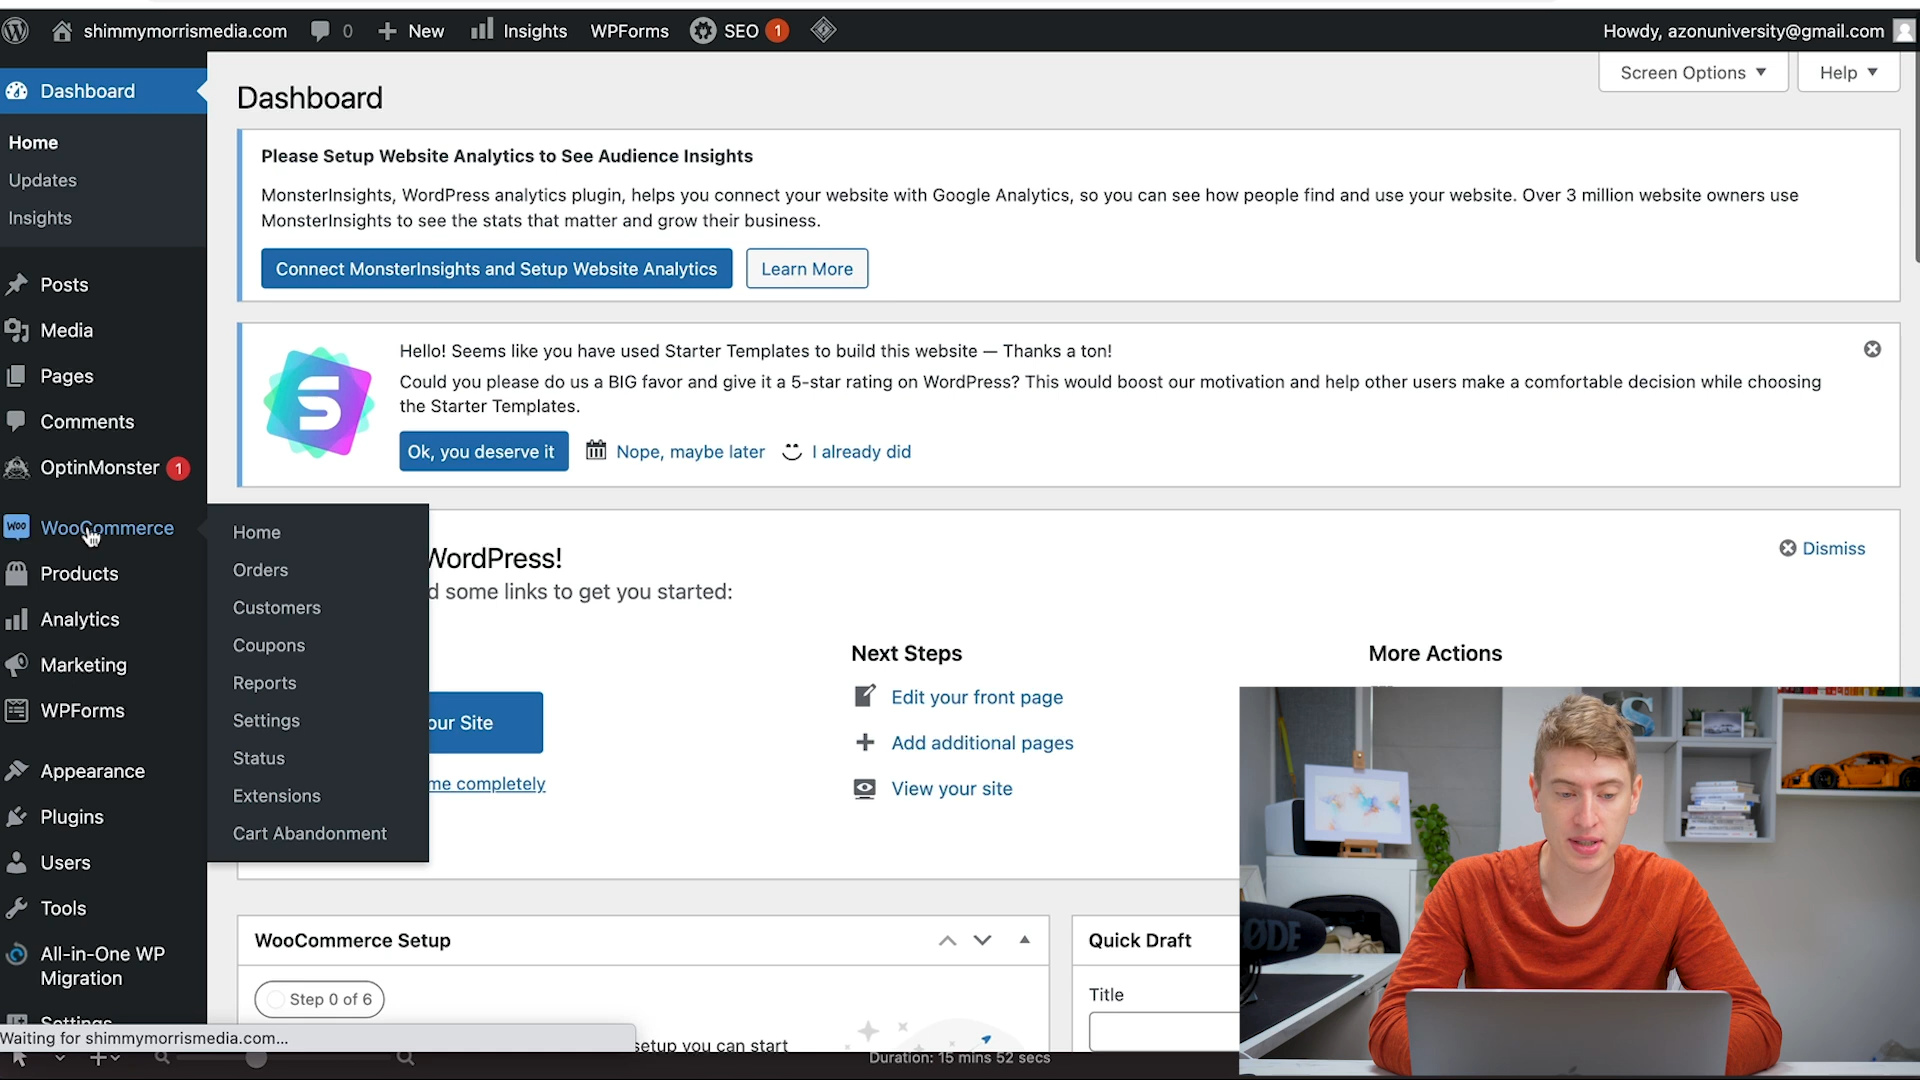 shimmymorrismedia.com 0 New Insights WPForms SEO 1 Howdy, azonuniversity@gmail.com
Screen Options Help
Dashboard
Home
Updates
Insights
Posts
Media
Pages
Comments
OptinMonster 1
WooCommerce
Products
Analytics
Marketing
WPForms
Appearance
Plugins
Users
Tools
All-in-One WP
Migration
Settings
Waiting for shimmymorrismedia.com...
Home
Orders
Customers
Coupons
Reports
Settings
Status
Extensions
Cart Abandonment
Dashboard
Please Setup Website Analytics to See Audience Insights
MonsterInsights, WordPress analytics plugin, helps you connect your website with Google Analytics, so you can see how people find and use your website. Over 3 million website owners use
MonsterInsights to see the stats that matter and grow their business.
Connect MonsterInsights and Setup Website Analytics Learn More
S
Hello! Seems like you have used Starter Templates to build this website — Thanks a ton!
Could you please do us a BIG favor and give it a 5-star rating on WordPress? This would boost our motivation and help other users make a comfortable decision while choosing
the Starter Templates.
Ok, you deserve it Nope, maybe later I already did
WordPress!
Dismiss
d some links to get you started:
our Site
me completely
Next Steps
Edit your front page
Add additional pages
View your site
More Actions
WooCommerce Setup
Step 0 of 6
setup you can start
Quick Draft
Title
Duration: 15 mins 52 secs
Woo
S
RØDE